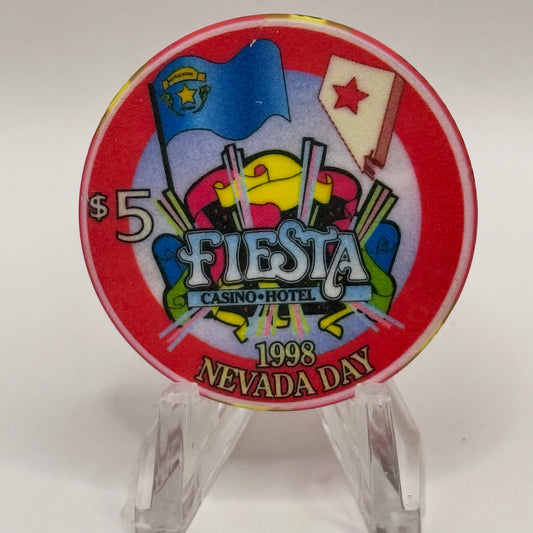 $5
FIESTA
CASINO•HOTEL
1998
NEVADA DAY